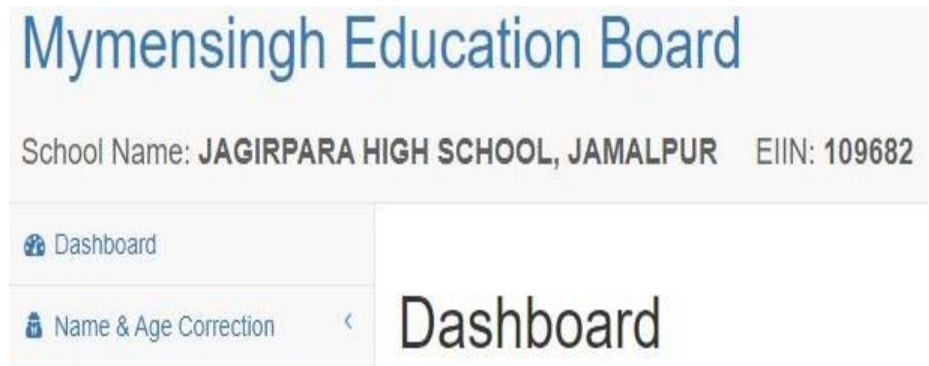 Mymensingh Education Board
School Name: JAGIRPARA HIGH SCHOOL, JAMALPUR EIIN: 109682
Dashboard
Name & Age Correction
Dashboard